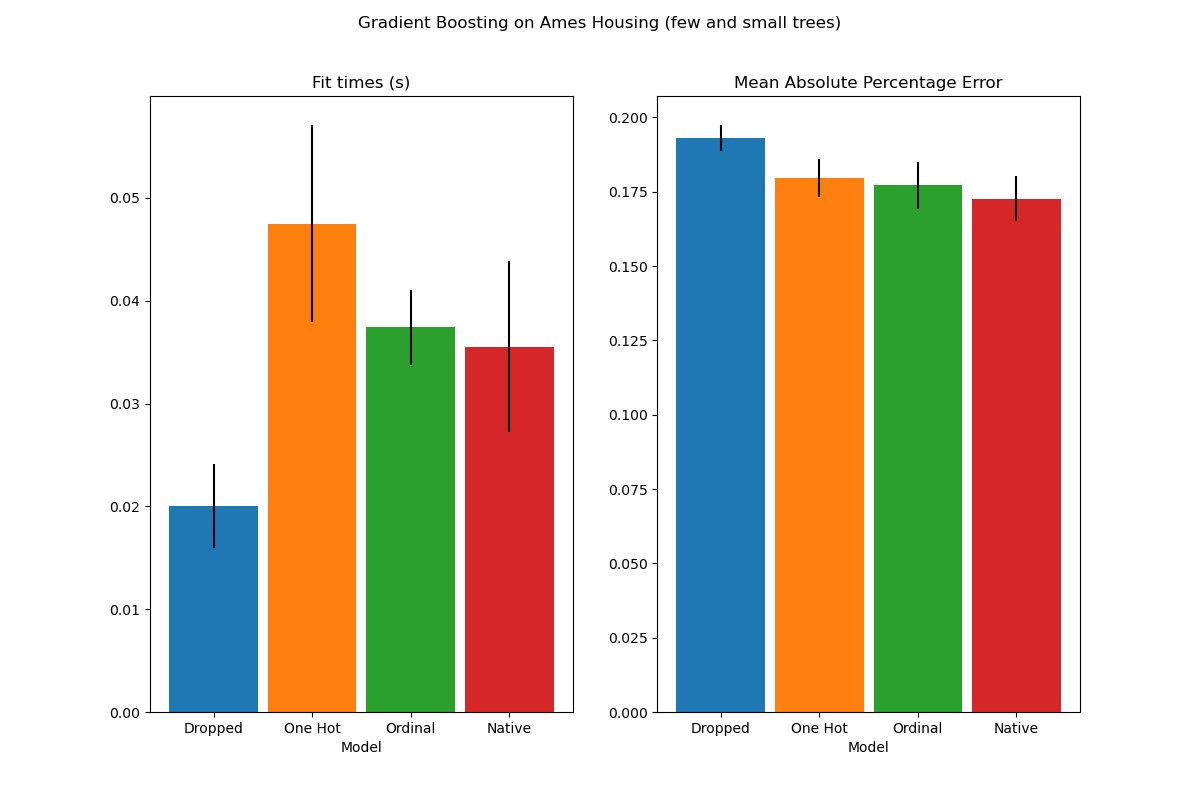 Gradient Boosting on Ames Housing (few and small trees)
Fit times (s)
0.05
0.04
0.03
0.02
0.01
0.00
Dropped One Hot Ordinal Native
Model
Mean Absolute Percentage Error
0.200
0.175
0.150
0.125
0.100
0.075
0.050
0.025
0.000
Dropped One Hot Ordinal Native
Model